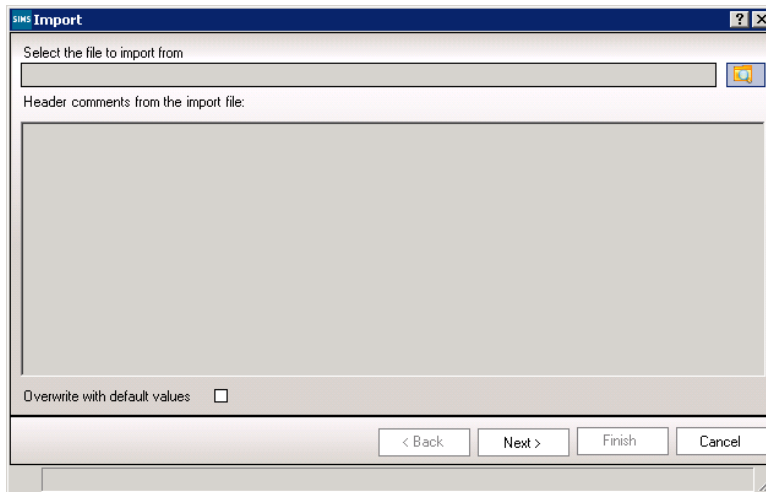 SIMS Import
Select the file to import from
Header comments from the import file:
Overwrite with default values
< Back Next > Finish Cancel